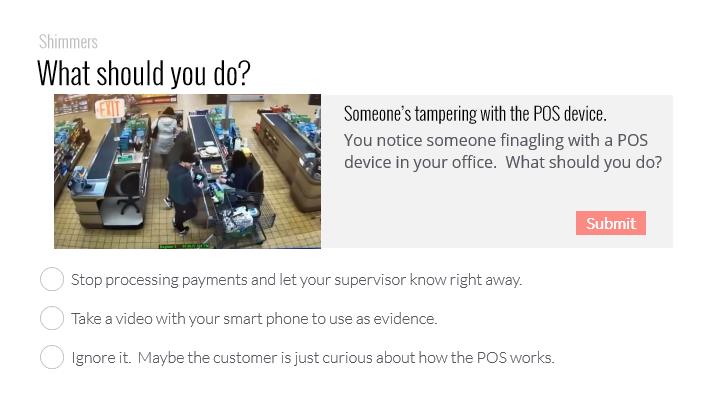 Shimmers
What should you do?
EXIT
Someone's tampering with the POS device.
You notice someone finagling with a POS
device in your office.  What should you do?
Submit
Stop processing payments and let your supervisor know right away.
Take a video with your smart phone to use as evidence.
Ignore it.  Maybe the customer is just curious about how the POS works.